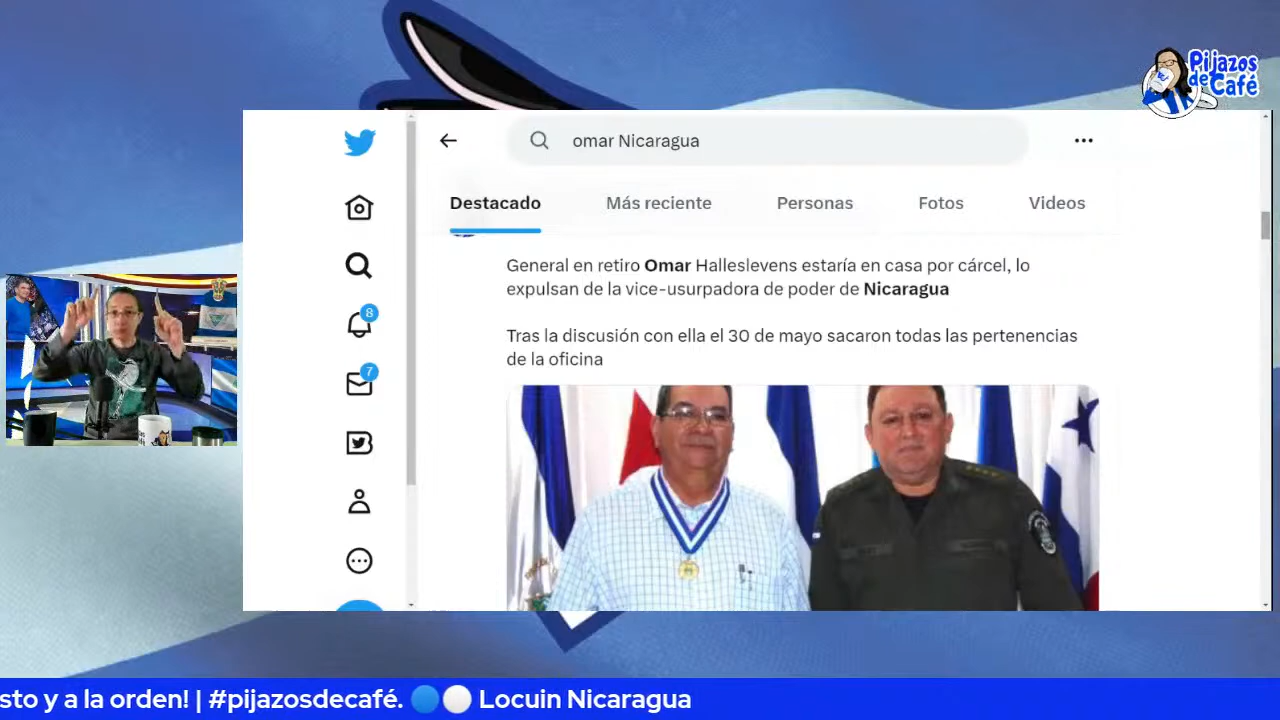 Pijazos
de Café
omar Nicaragua
Destacado
Más reciente
Personas
Fotos
Videos
General en retiro Omar Halleslevens estaría en casa por cárcel, lo
expulsan de la vice-usurpadora de poder de Nicaragua
Tras la discusión con ella el 30 de mayo sacaron todas las pertenencias
de la oficina
8
7
sto y a la orden! | #pijazosdecafé. 🔵⚪ Locuin Nicaragua